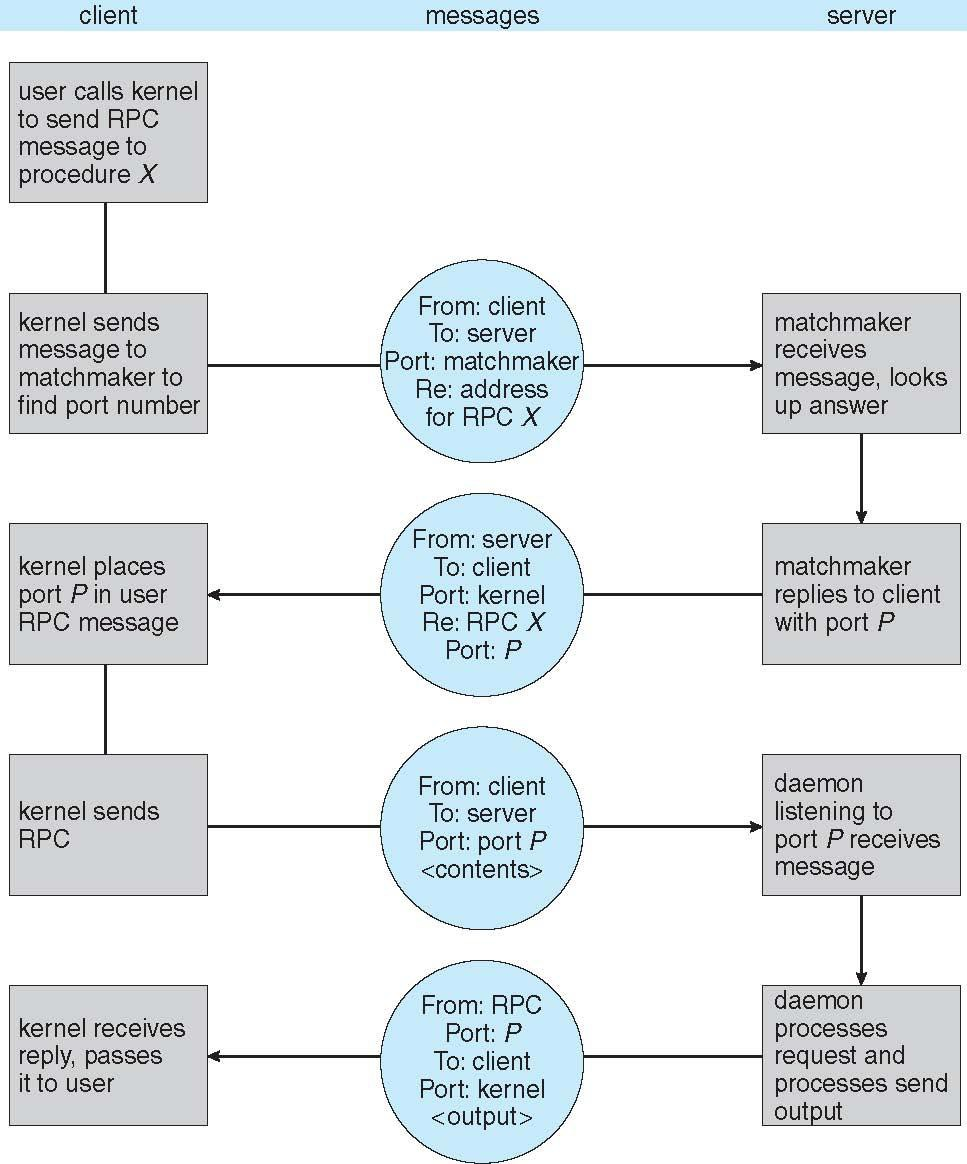 client
messages
server
user calls kernel
to send RPC
message to
procedure X
kernel sends
message to
matchmaker to
find port number
From: client
To: server
Port: matchmaker
Re: address
for RPC X
matchmaker
receives
message, looks
up answer
kernel places
port P in user
RPC message
From: server
To: client
Port: kernel
Re: RPC X
Port: P
matchmaker
replies to client
with port P
kernel sends
RPC
From: client
To: server
Port: port P
<contents>
daemon
listening to
port P receives
message
kernel receives
reply, passes
it to user
From: RPC
Port: P
To: client
Port: kernel
<output>
daemon
processes
request and
processes send
output